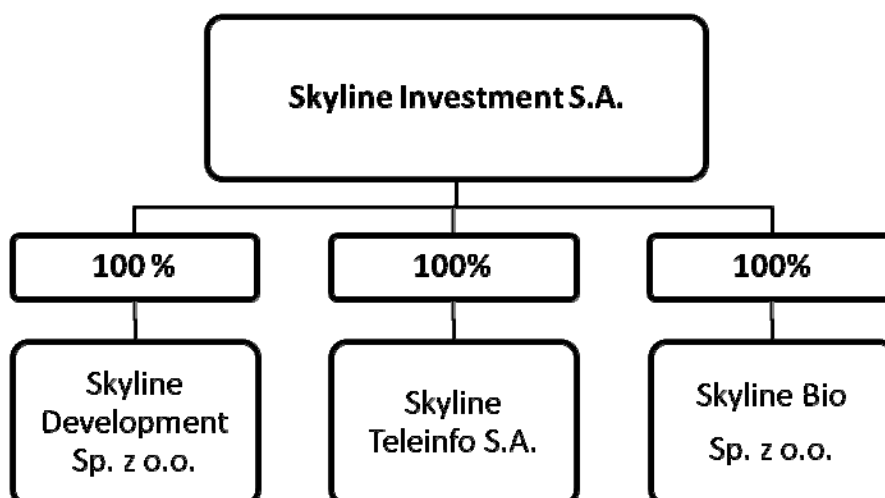 Skyline Investment S.A.
100 %
100%
100%
Skyline
Development
Sp. z o.o.
Skyline
Teleinfo S.A.
Skyline Bio
Sp. z o.o.